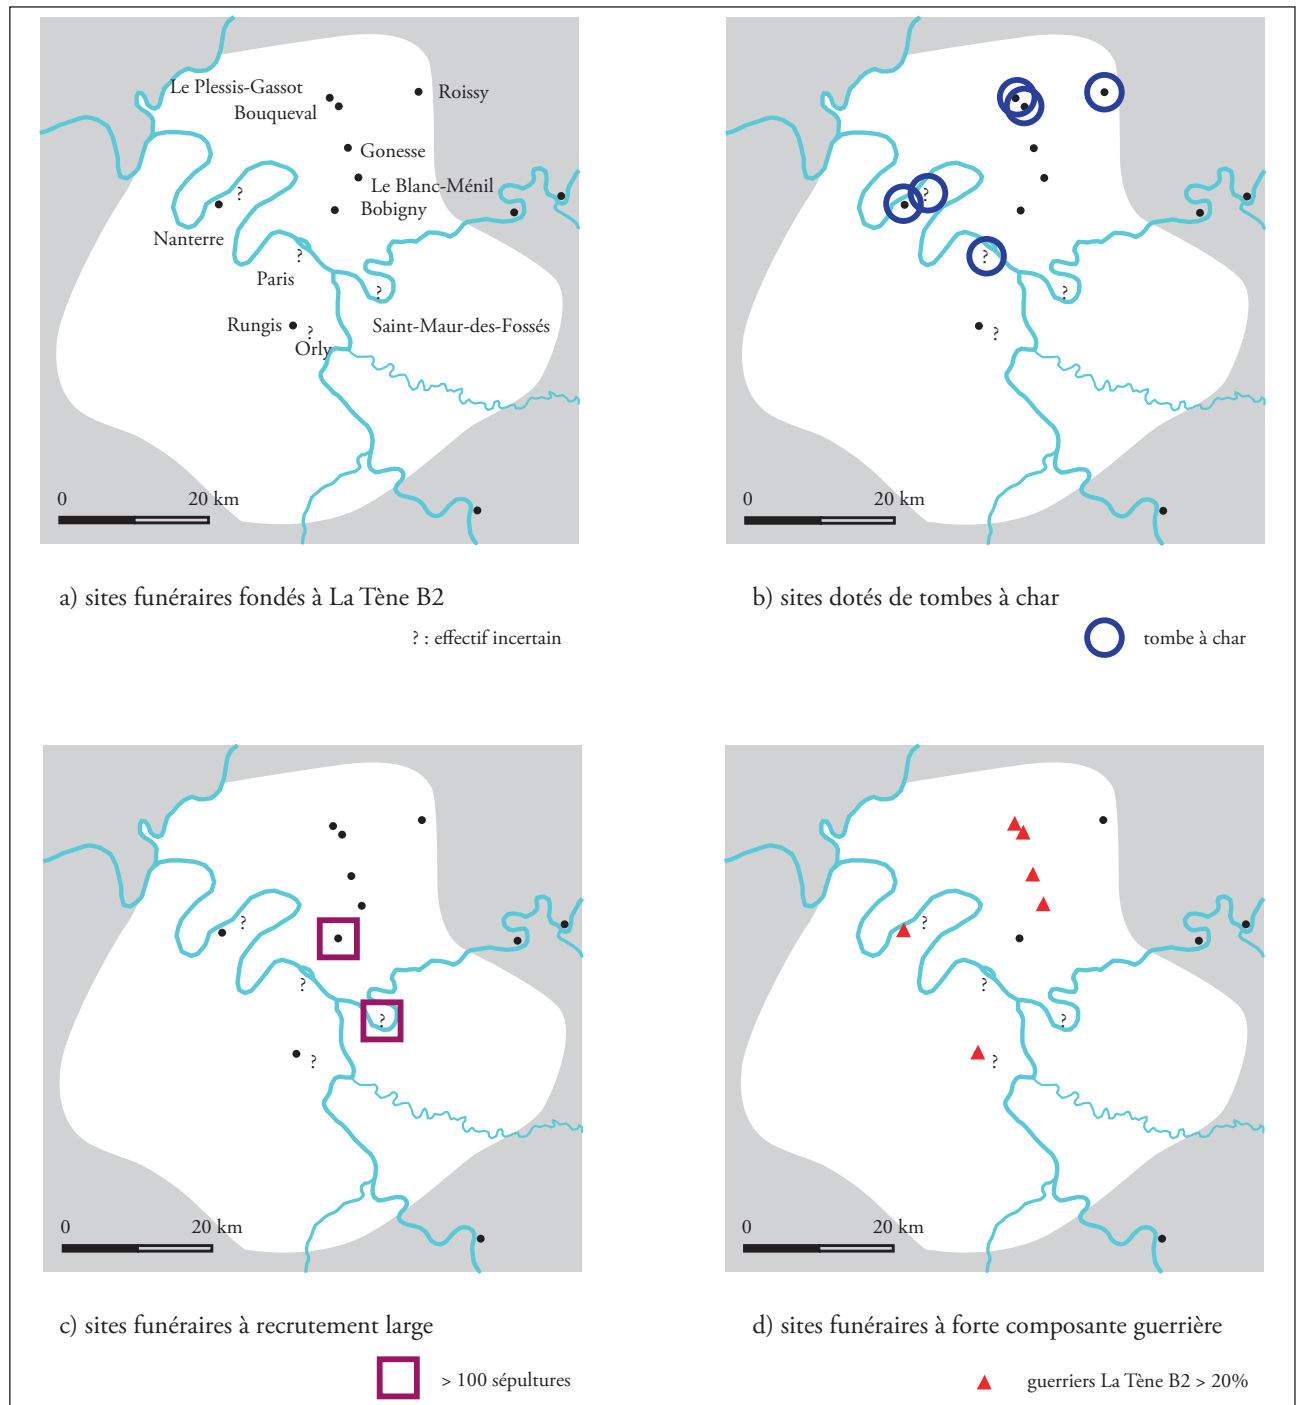 Le Plessis-Gassot
Roissy
Bouqueval
Gonesse
Le Blanc-Ménil
?
Bobigny
Nanterre
?
Paris
?
Rungis
?
Saint-Maur-des-Fossés
Orly
0 20 km
a) sites funéraires fondés à La Tène B2
? : effectif incertain
?
?
?
?
0 20 km
b) sites dotés de tombes à char
tombe à char
?
?
?
?
0 20 km
c) sites funéraires à recrutement large
> 100 sépultures
?
?
?
?
0 20 km
d) sites funéraires à forte composante guerrière
guerriers La Tène B2 > 20%